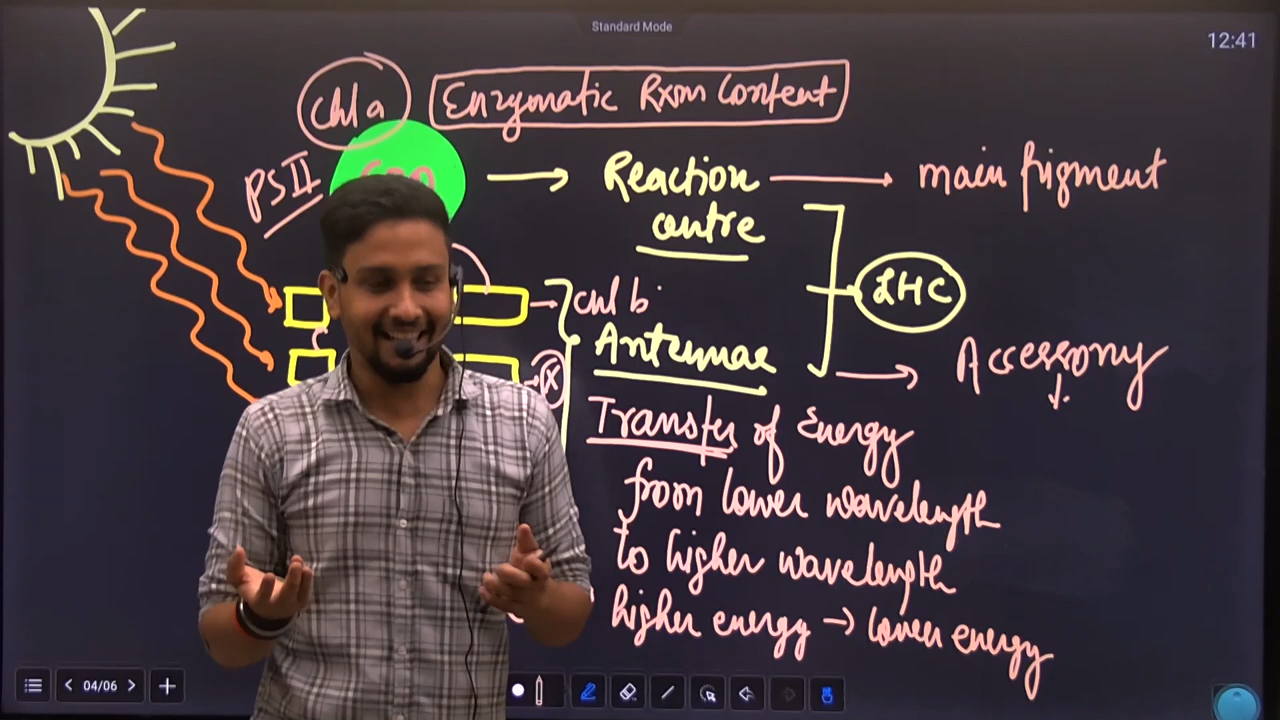 Standard Mode
12:41
Chl a
Enzymatic Rxn Content
PS II
680
Reaction centre
main pigment
LHC
chl b
Antennae
Accessory
Transfer of Energy
from lower wavelength
to higher wavelength
higher energy → lower energy
04/06